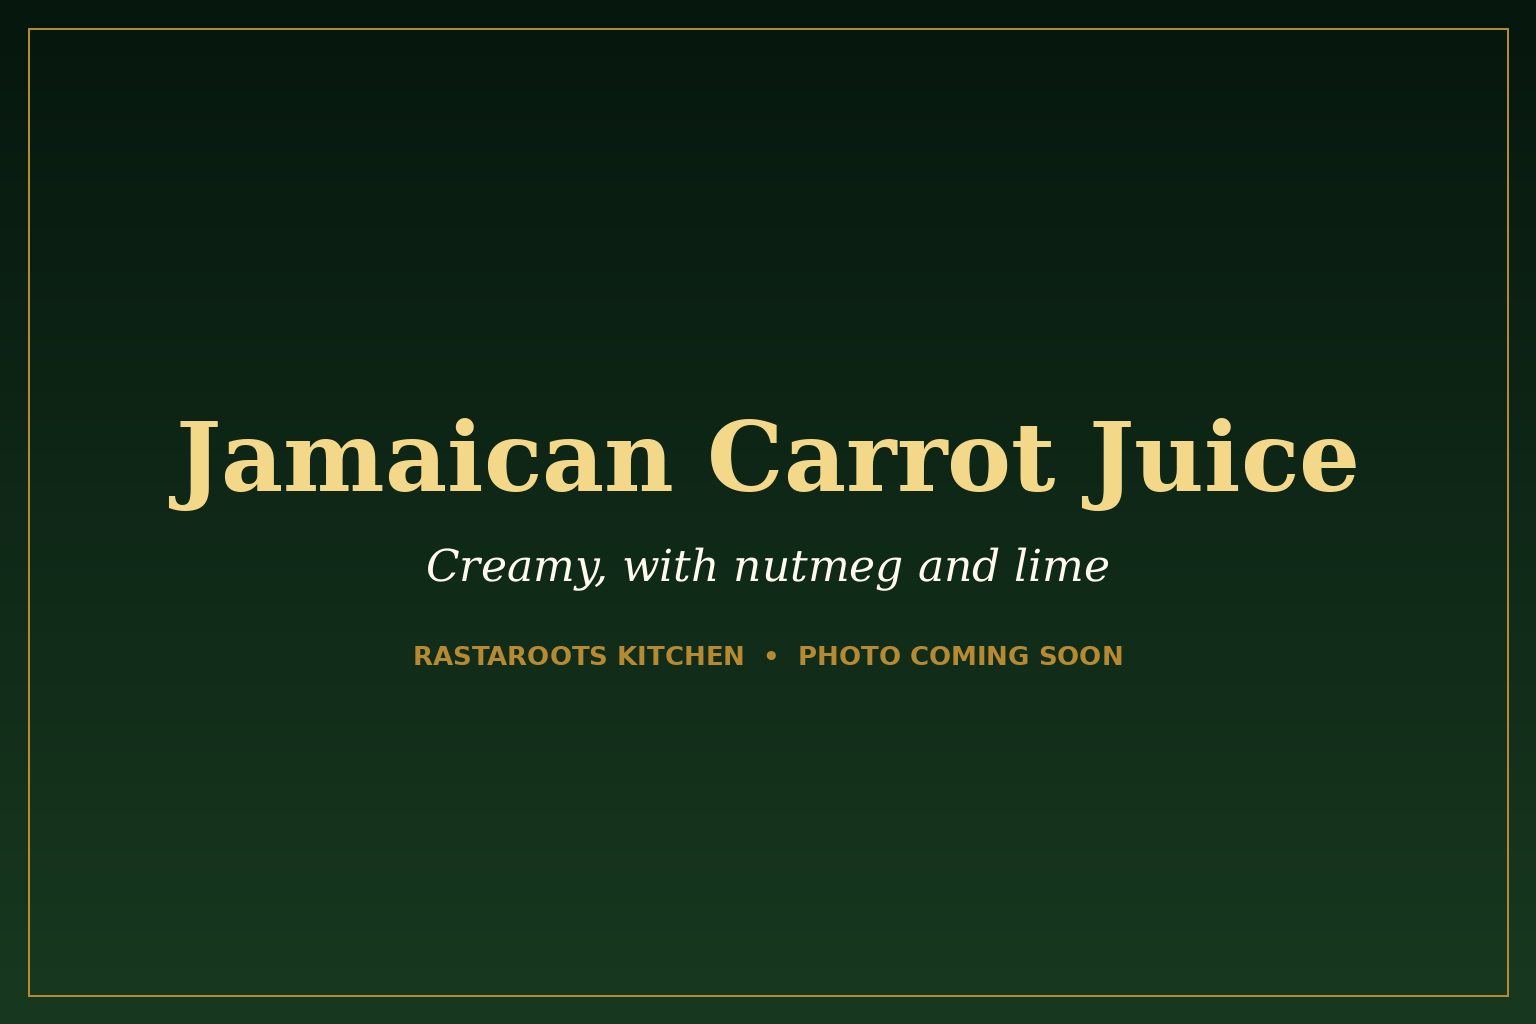 Jamaican Carrot Juice
Creamy, with nutmeg and lime
RASTAROOTS KITCHEN • PHOTO COMING SOON